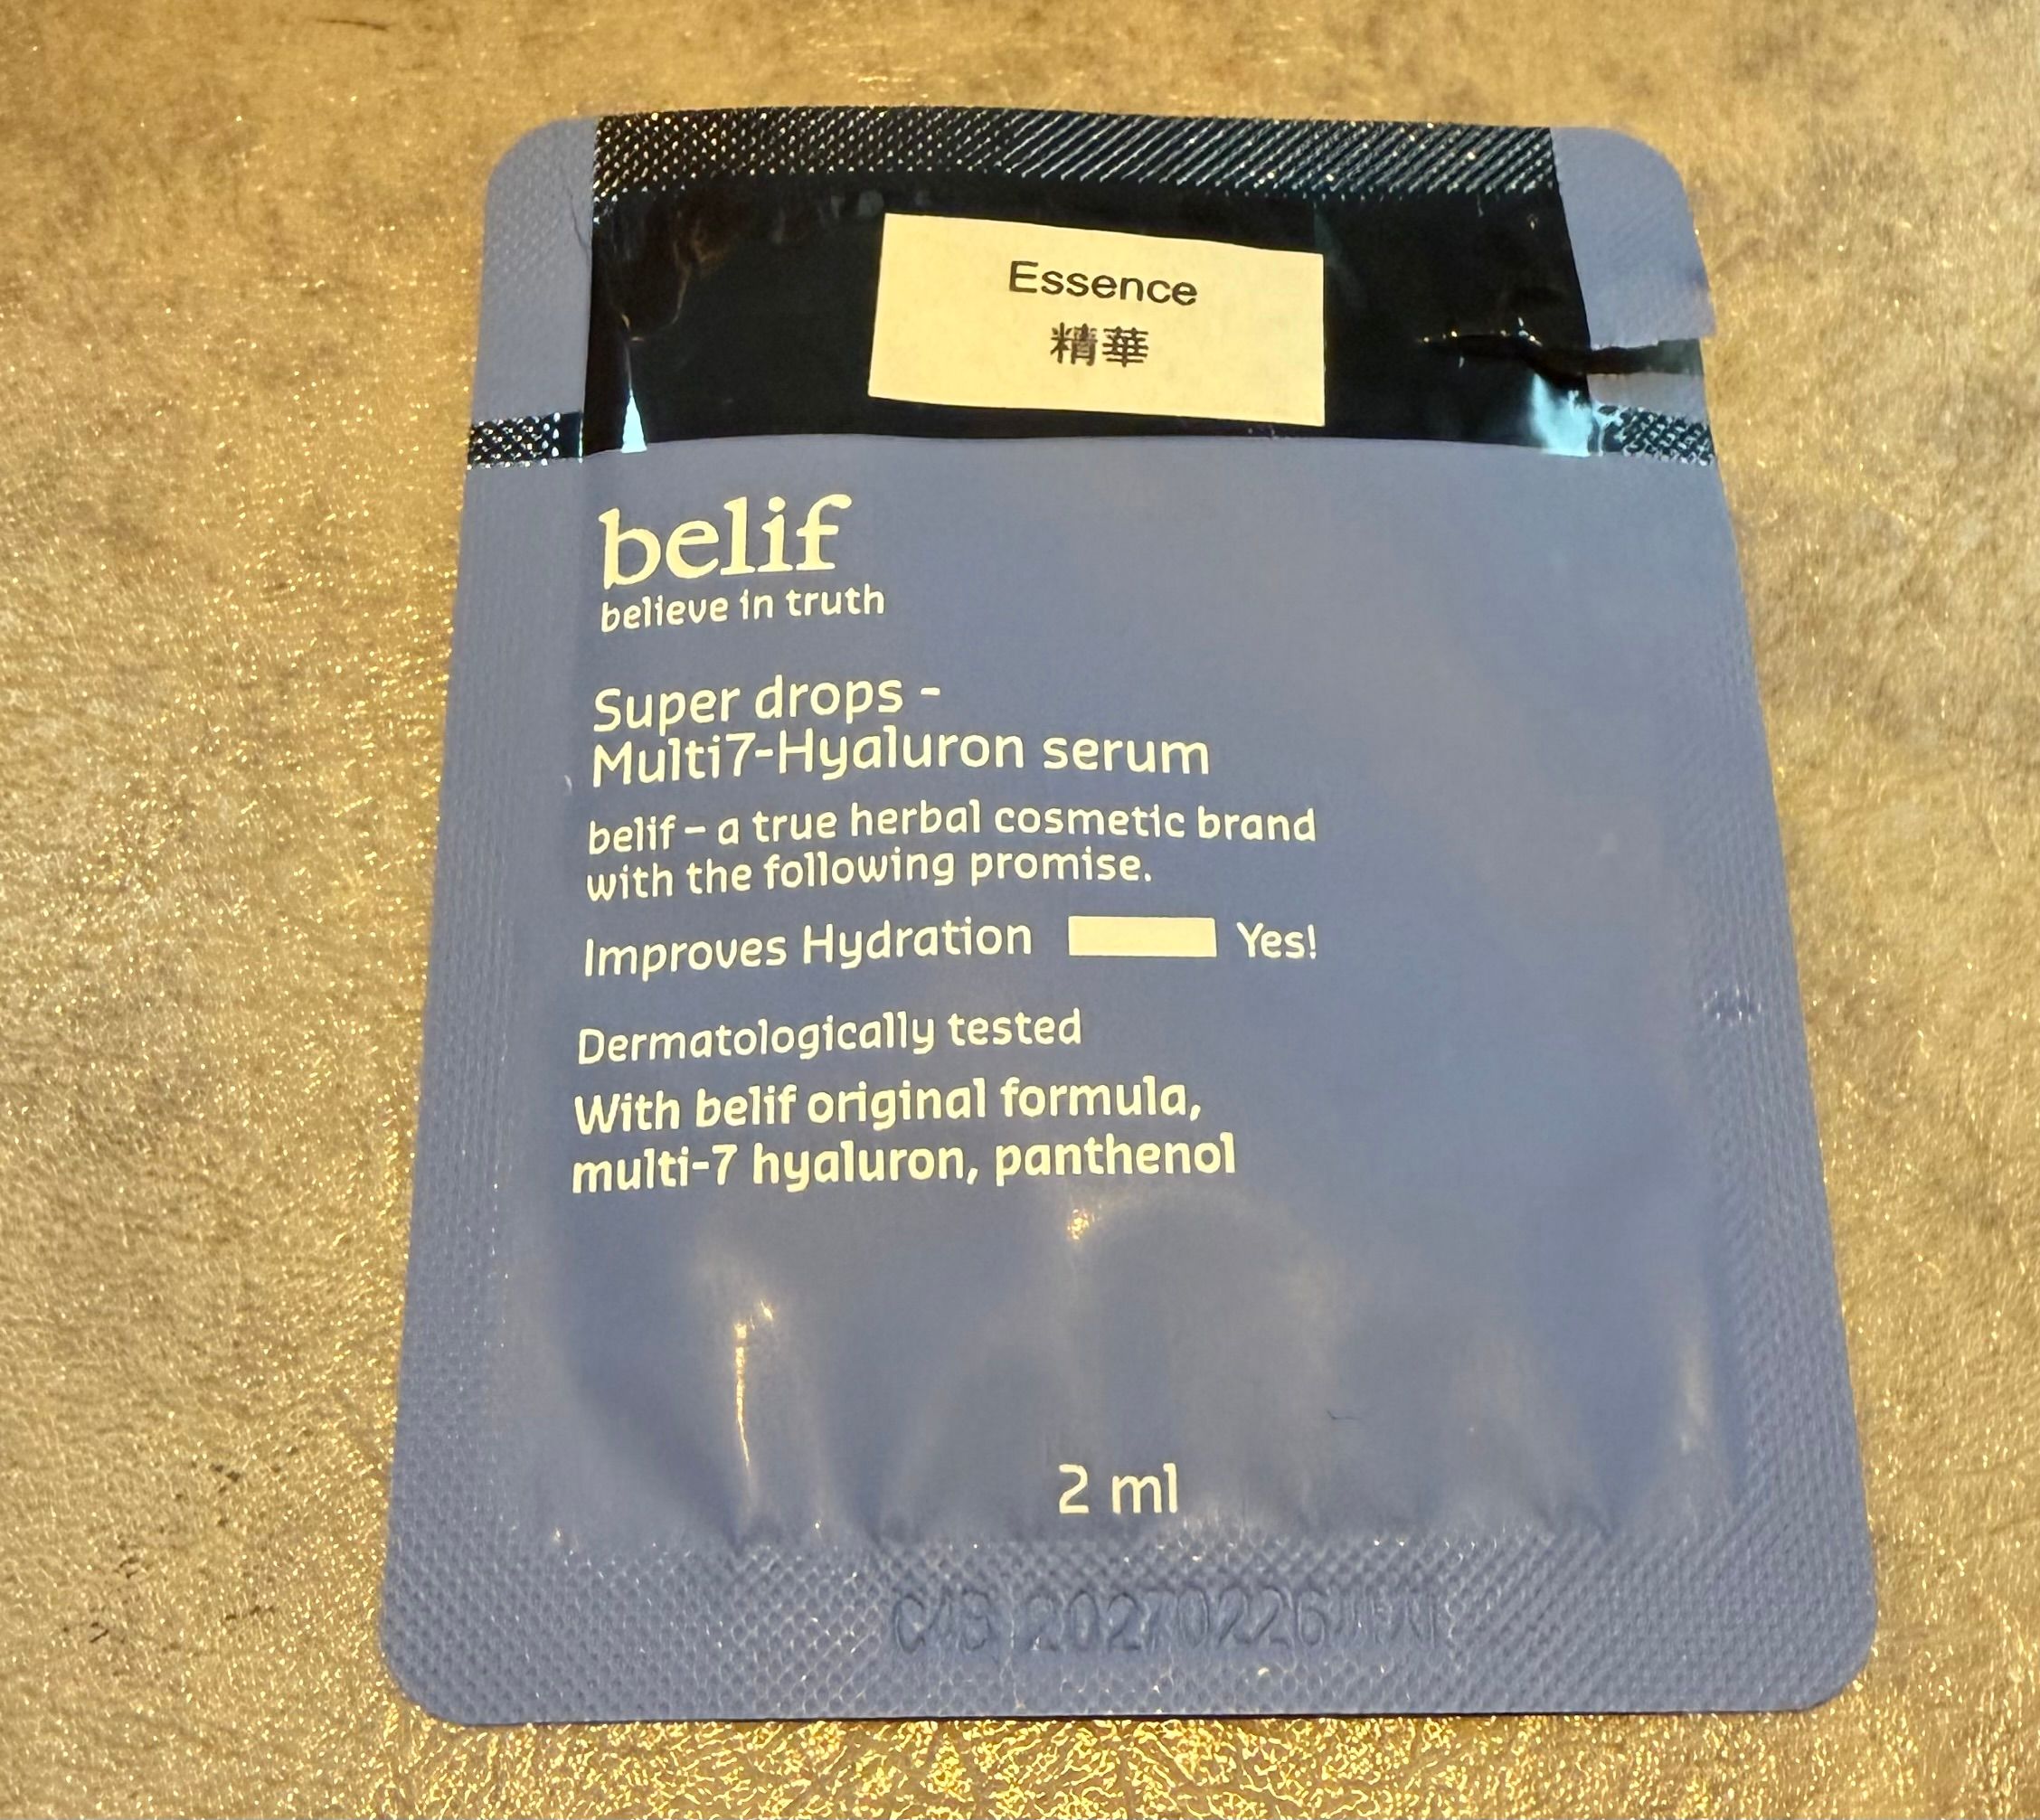 Essence
精華
belif
believe in truth
Super drops -
Multi7-Hyaluron serum
belif – a true herbal cosmetic brand
with the following promise.
Improves Hydration Yes!
Dermatologically tested
With belif original formula,
multi-7 hyaluron, panthenol
2 ml
20270226